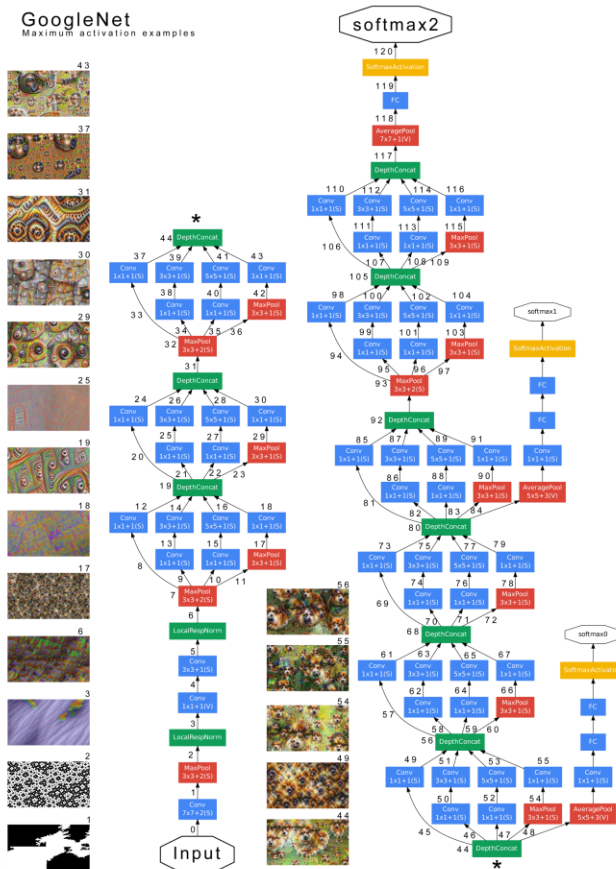 GoogleNet
Maximum activation examples
43
37
31
30
29
25
19
18
17
6
3
2
1
*
44 DepthConcat
37 39 41 43
Conv 1x1+1(S) Conv 3x3+1(S) Conv 5x5+1(S) Conv 1x1+1(S)
38 40 42
Conv 1x1+1(S) Conv 1x1+1(S) MaxPool 3x3+1(S)
33 34 35 36
32 MaxPool 3x3+2(S)
31
DepthConcat
24 26 28 30
Conv 1x1+1(S) Conv 3x3+1(S) Conv 5x5+1(S) Conv 1x1+1(S)
25 27 29
Conv 1x1+1(S) Conv 1x1+1(S) MaxPool 3x3+1(S)
20 21 22 23
19 DepthConcat
12 14 16 18
Conv 1x1+1(S) Conv 3x3+1(S) Conv 5x5+1(S) Conv 1x1+1(S)
13 15 17
Conv 1x1+1(S) Conv 1x1+1(S) MaxPool 3x3+1(S)
8 9 10 11
7 MaxPool 3x3+2(S)
6
LocalRespNorm
5
Conv 3x3+1(S)
4
Conv 1x1+1(V)
3
LocalRespNorm
2
MaxPool 3x3+2(S)
1
Conv 7x7+2(S)
0
Input
56
55
54
49
44
softmax2
120
SoftmaxActivation
119
FC
118
AveragePool 7x7+1(V)
117
DepthConcat
110 112 114 116
Conv 1x1+1(S) Conv 3x3+1(S) Conv 5x5+1(S) Conv 1x1+1(S)
111 113 115
Conv 1x1+1(S) Conv 1x1+1(S) MaxPool 3x3+1(S)
106 107 108 109
105 DepthConcat
98 100 102 104
Conv 1x1+1(S) Conv 3x3+1(S) Conv 5x5+1(S) Conv 1x1+1(S)
99 101 103
Conv 1x1+1(S) Conv 1x1+1(S) MaxPool 3x3+1(S)
94 95 96 97
93 MaxPool 3x3+2(S)
92 DepthConcat
85 87 89 91
Conv 1x1+1(S) Conv 3x3+1(S) Conv 5x5+1(S) Conv 1x1+1(S)
86 88 90
Conv 1x1+1(S) Conv 1x1+1(S) MaxPool 3x3+1(S)
81 82 83 84
softmax1
SoftmaxActivation
FC
FC
Conv 1x1+1(S)
AveragePool 5x5+3(V)
80 DepthConcat
73 75 77 79
Conv 1x1+1(S) Conv 3x3+1(S) Conv 5x5+1(S) Conv 1x1+1(S)
74 76 78
Conv 1x1+1(S) Conv 1x1+1(S) MaxPool 3x3+1(S)
69 70 71 72
68 DepthConcat
61 63 65 67
Conv 1x1+1(S) Conv 3x3+1(S) Conv 5x5+1(S) Conv 1x1+1(S)
62 64 66
Conv 1x1+1(S) Conv 1x1+1(S) MaxPool 3x3+1(S)
57 58 59 60
56 DepthConcat
49 51 53 55
Conv 1x1+1(S) Conv 3x3+1(S) Conv 5x5+1(S) Conv 1x1+1(S)
50 52 54
Conv 1x1+1(S) Conv 1x1+1(S) MaxPool 3x3+1(S)
45 46 47 48
softmax0
SoftmaxActivation
FC
FC
Conv 1x1+1(S)
AveragePool 5x5+3(V)
44 DepthConcat
*